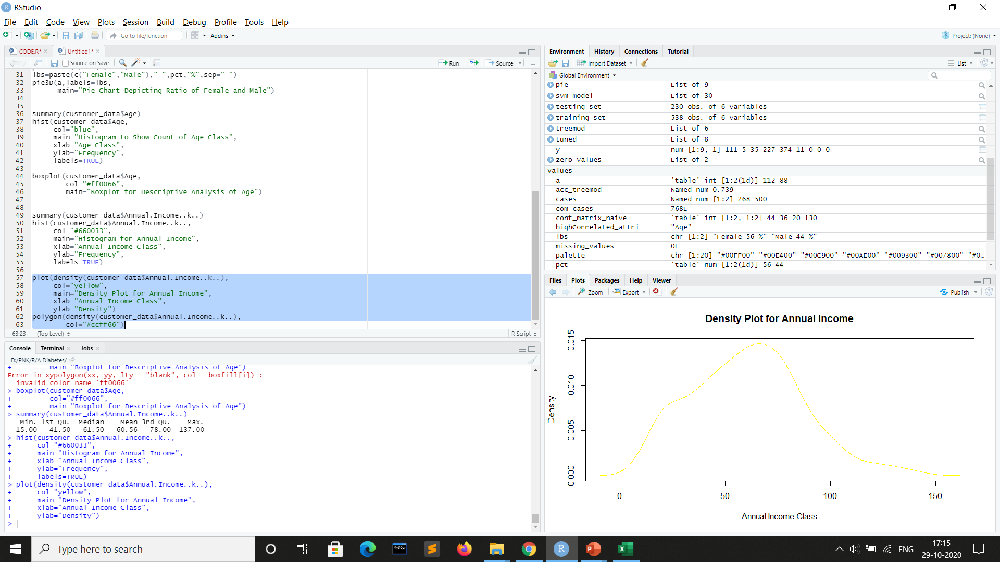 RStudio
File Edit Code View Plots Session Build Debug Profile Tools Help
Go to file/function Addins Project: (None)
CODE.R* Untitled1*
Source on Save Run Source
31 lbs=paste(c("Female","Male")," ",pct,"%",sep=" ")
32 pie3D(a,labels=lbs,
33 main="Pie Chart Depicting Ratio of Female and Male")
34
35
36 summary(customer_data$Age)
37 hist(customer_data$Age,
38 col="blue",
39 main="Histogram to Show Count of Age Class",
40 xlab="Age Class",
41 ylab="Frequency",
42 labels=TRUE)
43
44 boxplot(customer_data$Age,
45 col="#ff0066",
46 main="Boxplot for Descriptive Analysis of Age")
47
48
49 summary(customer_data$Annual.Income..k..)
50 hist(customer_data$Annual.Income..k..,
51 col="#660033",
52 main="Histogram for Annual Income",
53 xlab="Annual Income Class",
54 ylab="Frequency",
55 labels=TRUE)
56
57 plot(density(customer_data$Annual.Income..k..),
58 col="yellow",
59 main="Density Plot for Annual Income",
60 xlab="Annual Income Class",
61 ylab="Density")
62 polygon(density(customer_data$Annual.Income..k..),
63 col="#ccff66")
63:23 (Top Level) R Script
Console Terminal Jobs
D:/PNK/R/A Diabetes/
+ main="Boxplot for Descriptive Analysis of Age")
Error in xypolygon(xx, yy, lty = "blank", col = boxfill[i]) :
invalid color name 'ff0066'
> boxplot(customer_data$Age,
+ col="#ff0066",
+ main="Boxplot for Descriptive Analysis of Age")
> summary(customer_data$Annual.Income..k..)
Min. 1st Qu. Median Mean 3rd Qu. Max.
15.00 41.50 61.50 60.56 78.00 137.00
> hist(customer_data$Annual.Income..k..,
+ col="#660033",
+ main="Histogram for Annual Income",
+ xlab="Annual Income Class",
+ ylab="Frequency",
+ labels=TRUE)
> plot(density(customer_data$Annual.Income..k..),
+ col="yellow",
+ main="Density Plot for Annual Income",
+ xlab="Annual Income Class",
+ ylab="Density")
>
Environment History Connections Tutorial
Import Dataset List
Global Environment
pie List of 9
svm_model List of 30
testing_set 230 obs. of 6 variables
training_set 538 obs. of 6 variables
treemod List of 6
tuned List of 8
y num [1:9, 1] 111 5 35 227 374 11 0 0 0
zero_values List of 2
Values
a 'table' int [1:2(1d)] 112 88
acc_treemod Named num 0.739
cases Named num [1:2] 268 500
com_cases 768L
conf_matrix_naive 'table' int [1:2, 1:2] 44 36 20 130
highCorrelated_attri "Age"
lbs chr [1:2] "Female 56 %" "Male 44 %"
missing_values 0L
palette chr [1:20] "#00FF00" "#00E400" "#00C900" "#00AE00" "#009300" "#007800" "#0...
pct 'table' num [1:2(1d)] 56 44
Files Plots Packages Help Viewer
Zoom Export Publish
Density Plot for Annual Income
Density
0.015
0.010
0.005
0.000
0 50 100 150
Annual Income Class
Type here to search
MySQL
ENG
17:15
29-10-2020